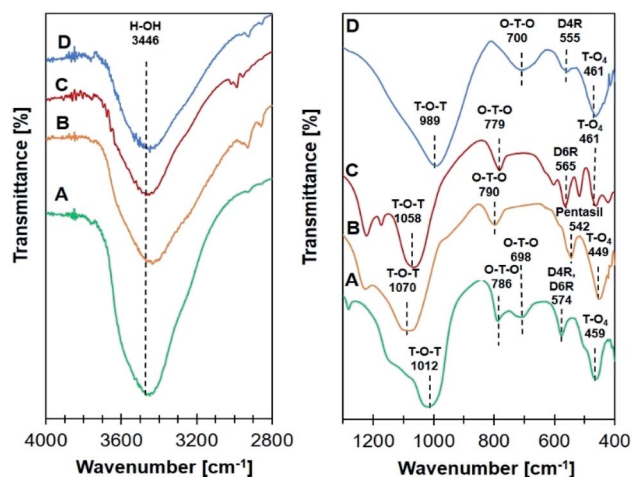 H-OH
3446
D
C
B
A
Transmittance [%]
4000
3600
3200
2800
Wavenumber [cm⁻¹]
D
O-T-O
700
D4R
555
T-O₄
461
T-O-T
989
O-T-O
779
T-O₄
461
C
D6R
565
O-T-O
790
T-O-T
1058
Pentasil
542
B
T-O₄
449
T-O-T
1070
O-T-O
698
O-T-O
786
D4R,
D6R
574
A
T-O₄
459
T-O-T
1012
Transmittance [%]
1200
1000
800
600
400
Wavenumber [cm⁻¹]